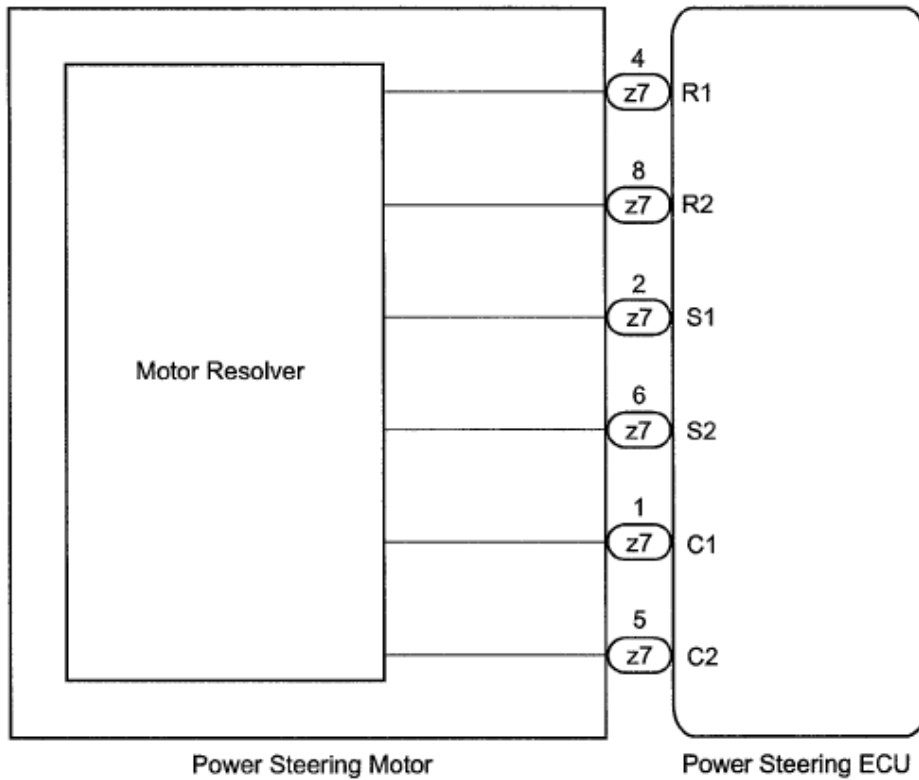 4
z7 R1
8
z7 R2
2
z7 S1
Motor Resolver
6
z7 S2
1
z7 C1
5
z7 C2
Power Steering Motor Power Steering ECU